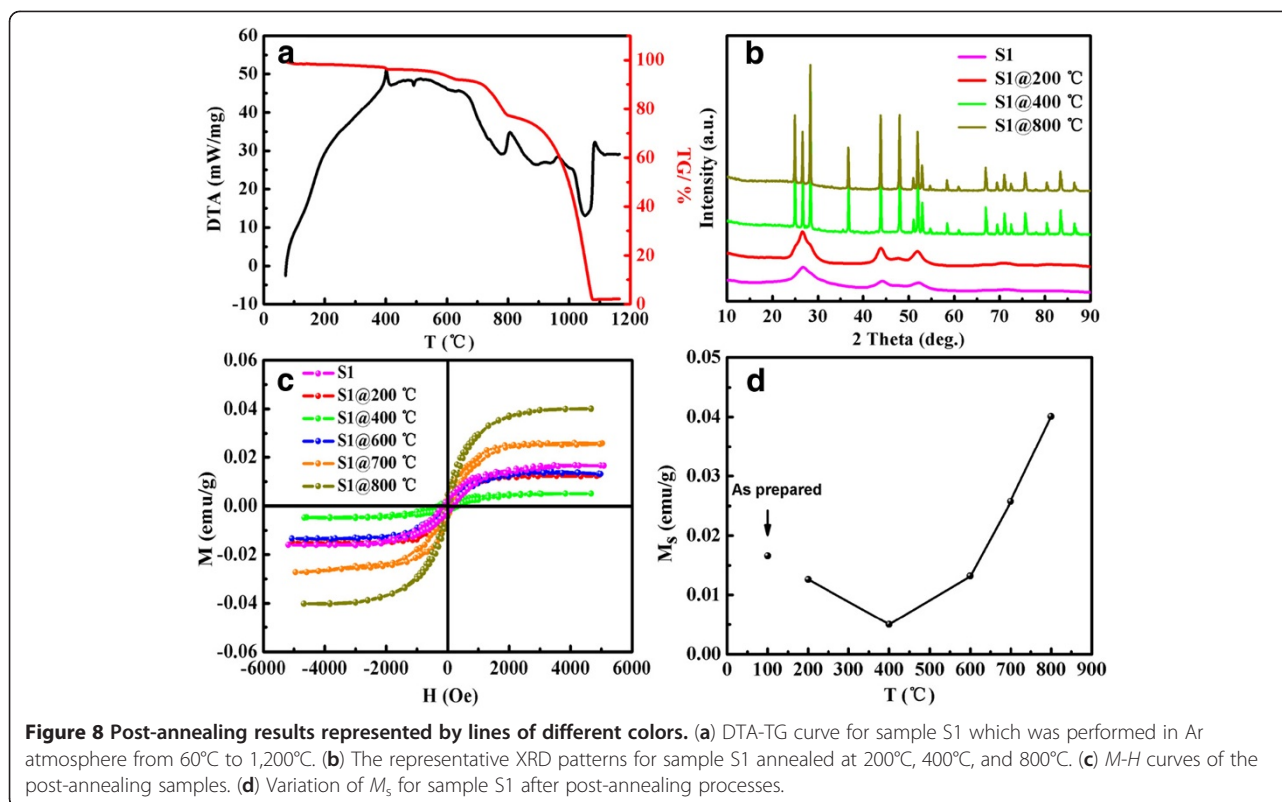 a
DTA (mW/mg)
60
50
40
30
20
10
0
-10
0 200 400 600 800 1000 1200
T (℃)
100
80
60
40
20
0
TG/ %
b
S1
S1@200 ℃
S1@400 ℃
S1@800 ℃
Intensity (a.u.)
10 20 30 40 50 60 70 80 90
2 Theta (deg.)
c
S1
S1@200 ℃
S1@400 ℃
S1@600 ℃
S1@700 ℃
S1@800 ℃
M (emu/g)
0.06
0.04
0.02
0.00
-0.02
-0.04
-0.06
-6000 -4000 -2000 0 2000 4000 6000
H (Oe)
d
As prepared
Ms (emu/g)
0.05
0.04
0.03
0.02
0.01
0.00
0 100 200 300 400 500 600 700 800 900
T (℃)
Figure 8 Post-annealing results represented by lines of different colors. (a) DTA-TG curve for sample S1 which was performed in Ar
atmosphere from 60°C to 1,200°C. (b) The representative XRD patterns for sample S1 annealed at 200°C, 400°C, and 800°C. (c) M-H curves of the
post-annealing samples. (d) Variation of Ms for sample S1 after post-annealing processes.